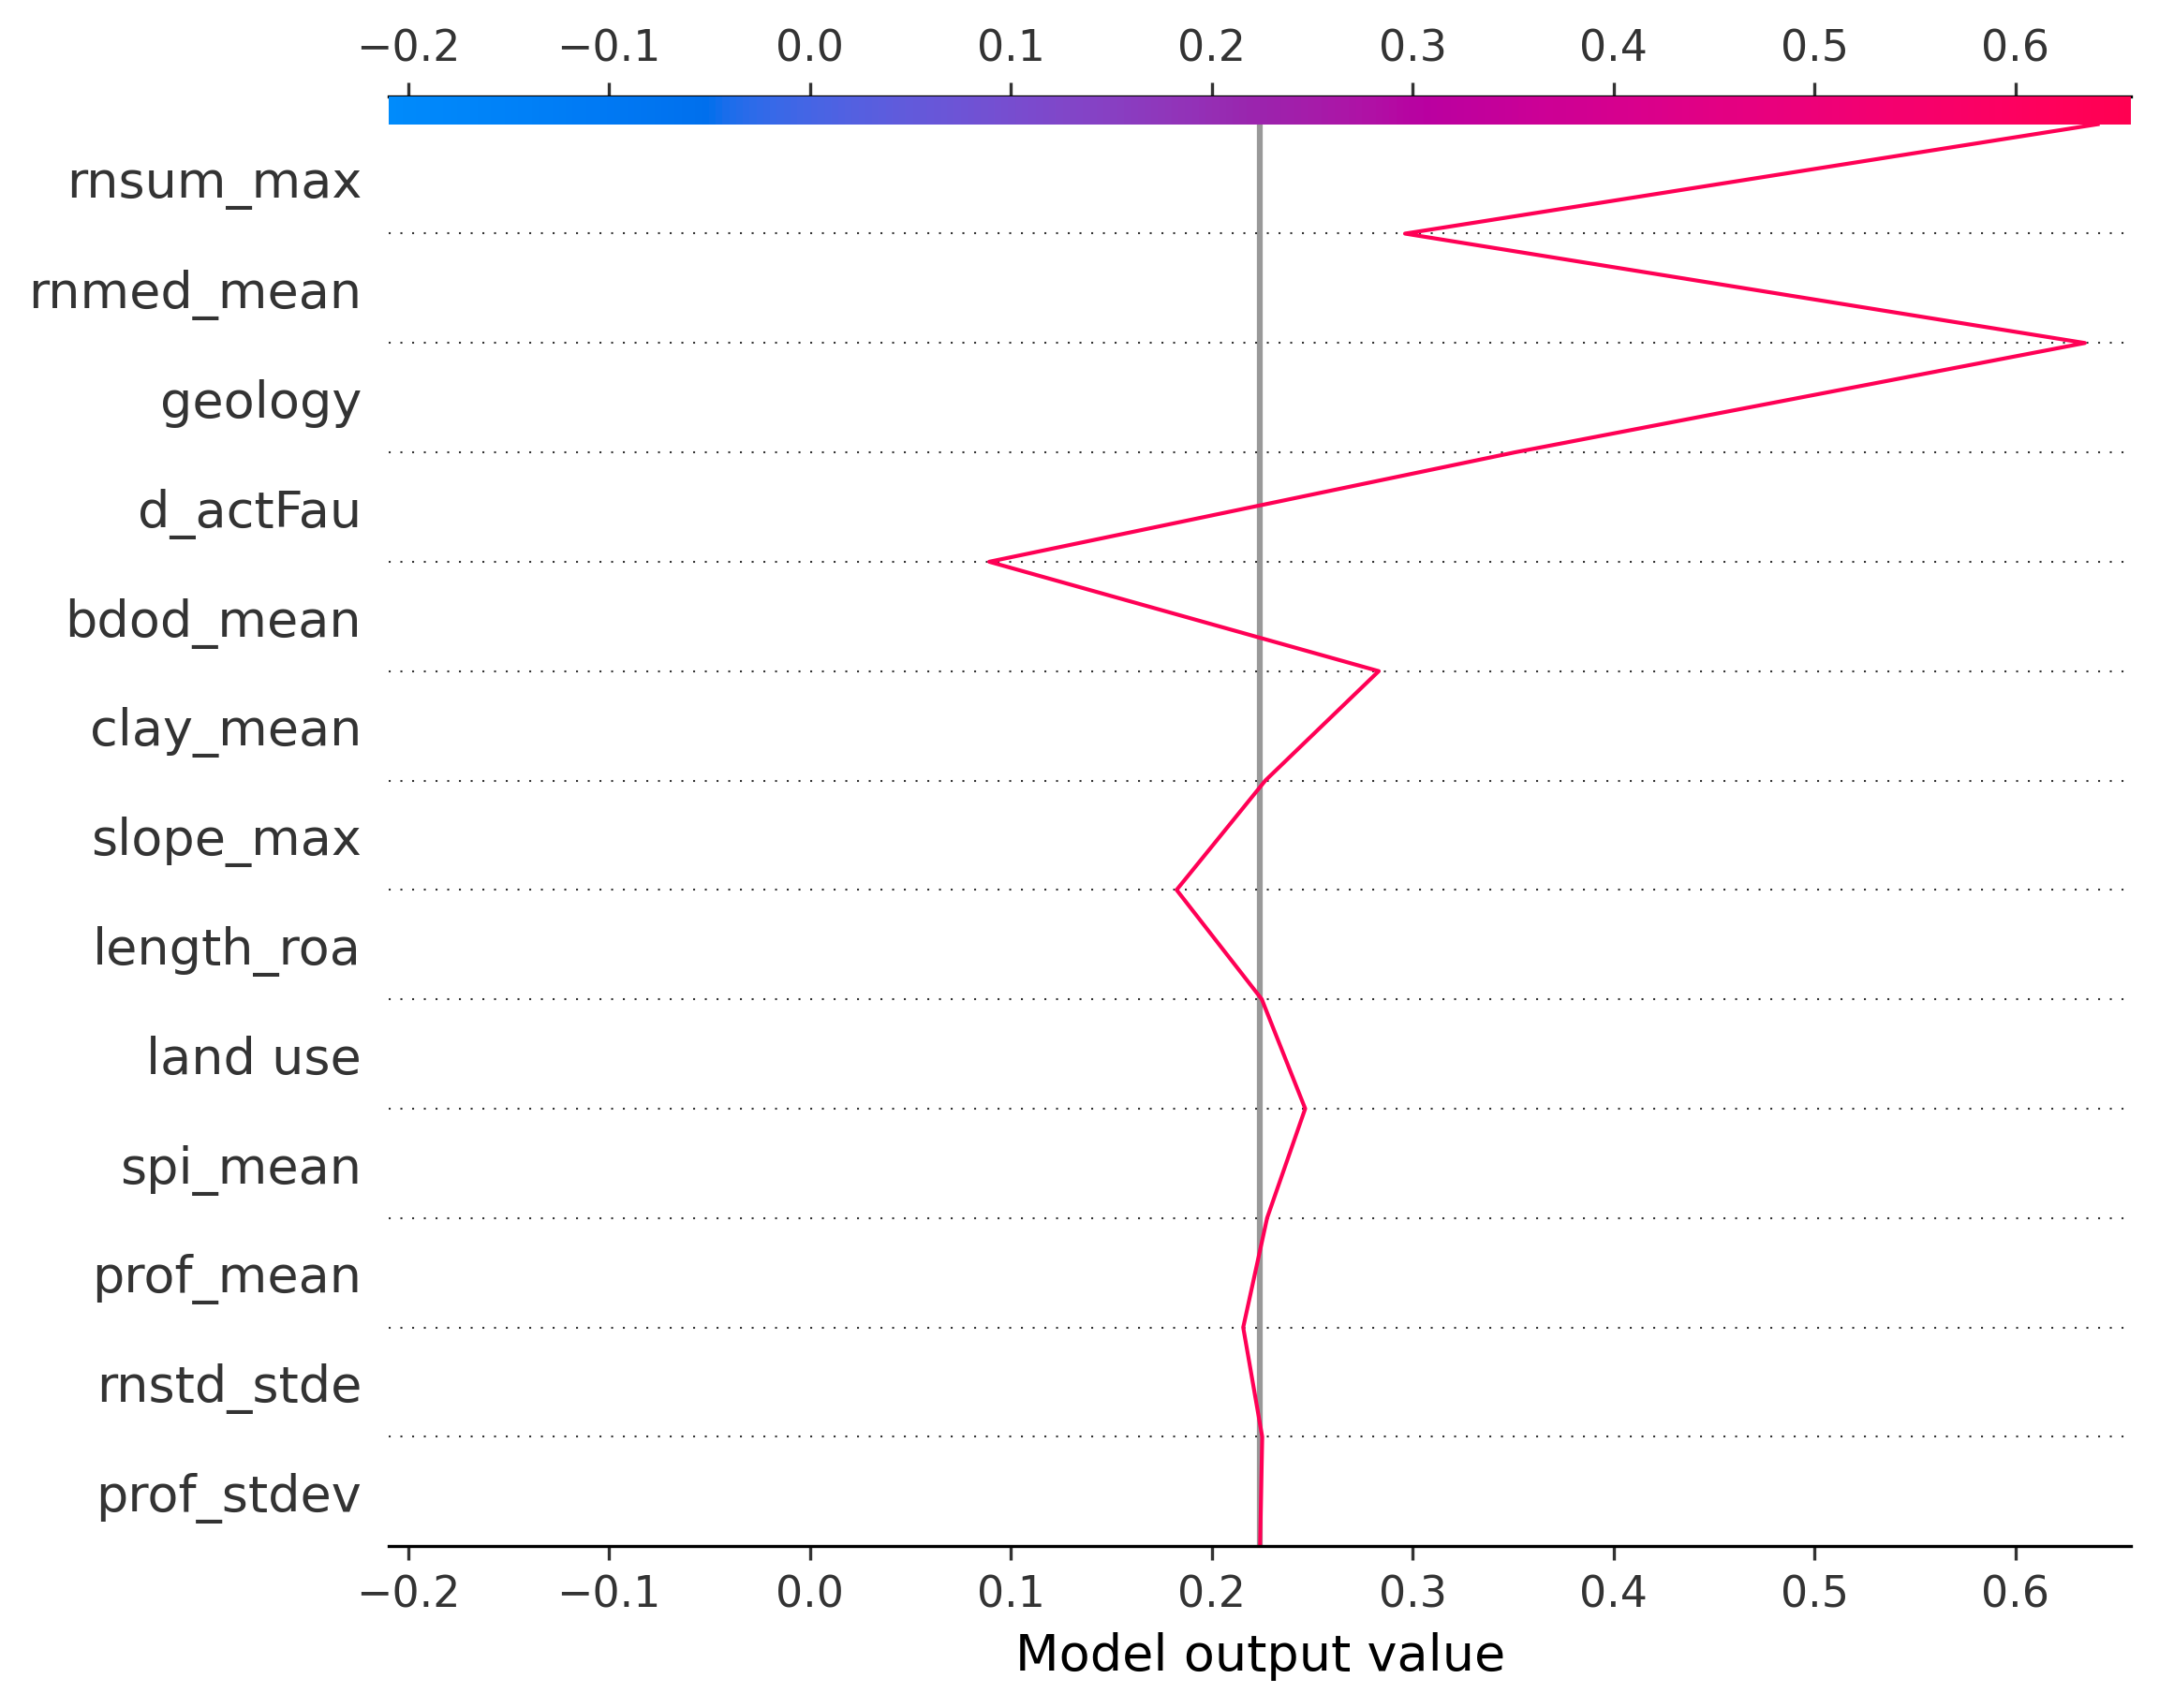 −0.2 −0.1 0.0 0.1 0.2 0.3 0.4 0.5 0.6
rnsum_max
rnmed_mean
geology
d_actFau
bdod_mean
clay_mean
slope_max
length_roa
land use
spi_mean
prof_mean
rnstd_stde
prof_stdev
−0.2 −0.1 0.0 0.1 0.2 0.3 0.4 0.5 0.6
Model output value